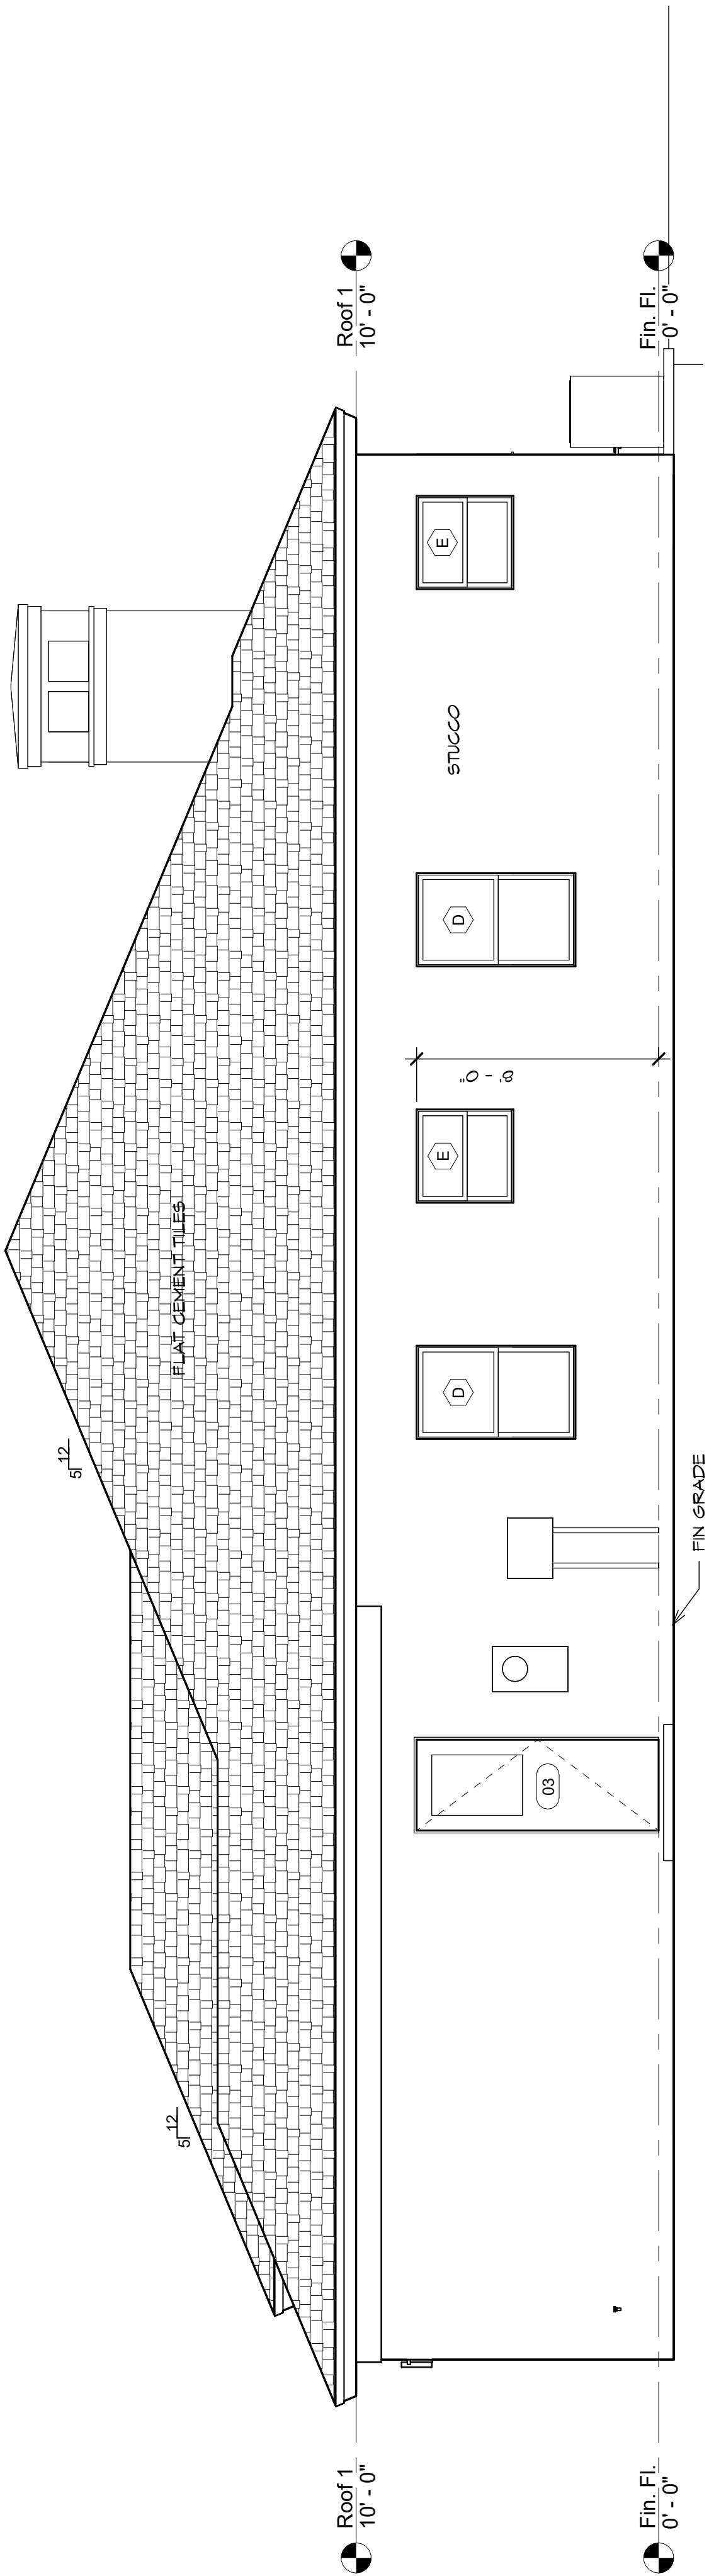 Roof 1
10' - 0"
Fin. Fl.
0' - 0"
5
12
5
12
FLAT CEMENT TILES
03
FIN GRADE
D
E
8' - 0"
D
STUCCO
E
Roof 1
10' - 0"
Fin. Fl.
0' - 0"